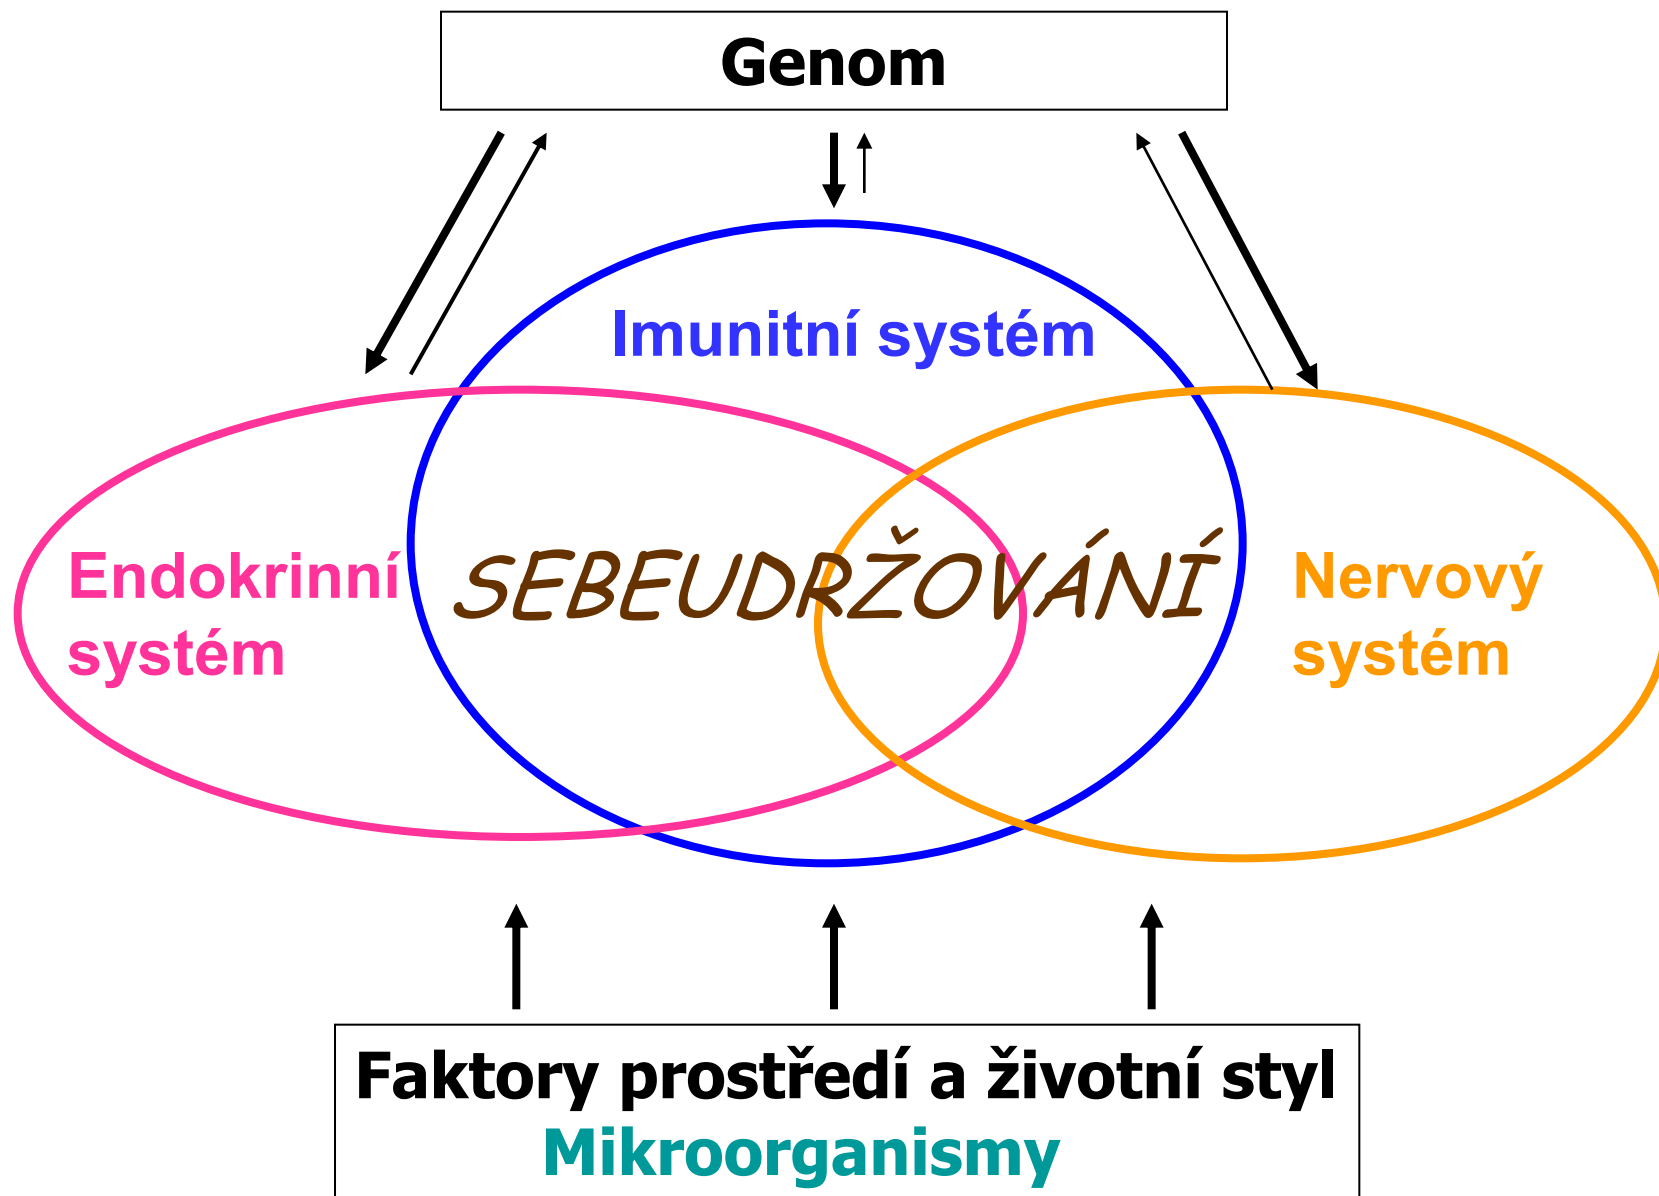 Genom
Imunitní systém
Endokrinní
systém
SEBEUDRŽOVÁNÍ
Nervový
systém
Faktory prostředí a životní styl
Mikroorganismy